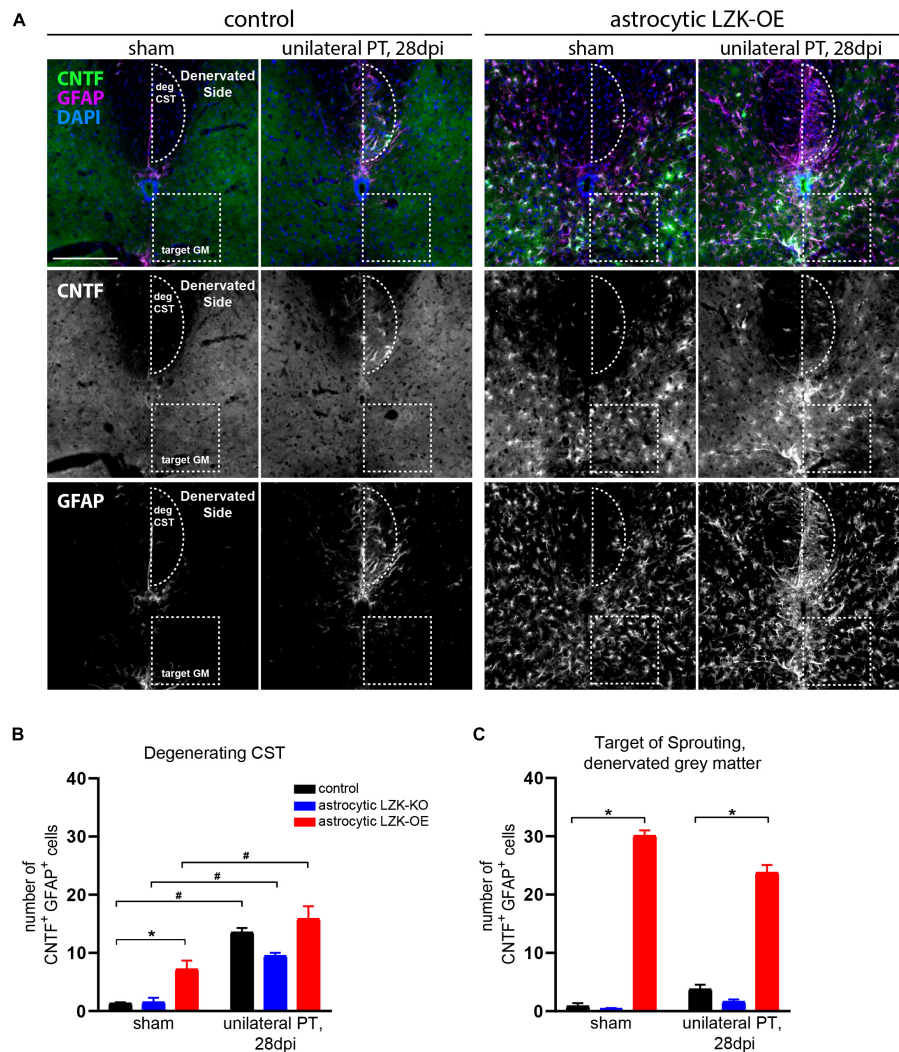 A
control
astrocytic LZK-OE
sham
unilateral PT, 28dpi
sham
unilateral PT, 28dpi
CNTF
GFAP
DAPI
deg
CST
Denervated
Side
target GM
CNTF
deg
CST
Denervated
Side
target GM
GFAP
deg
CST
Denervated
Side
target GM
B
Degenerating CST
number of
CNTF+ GFAP+ cells
40
30
20
10
0
control
astrocytic LZK-KO
astrocytic LZK-OE
#
#
#
*
sham
unilateral PT,
28dpi
C
Target of Sprouting,
denervated grey matter
number of
CNTF+ GFAP+ cells
40
30
20
10
0
*
*
sham
unilateral PT,
28dpi